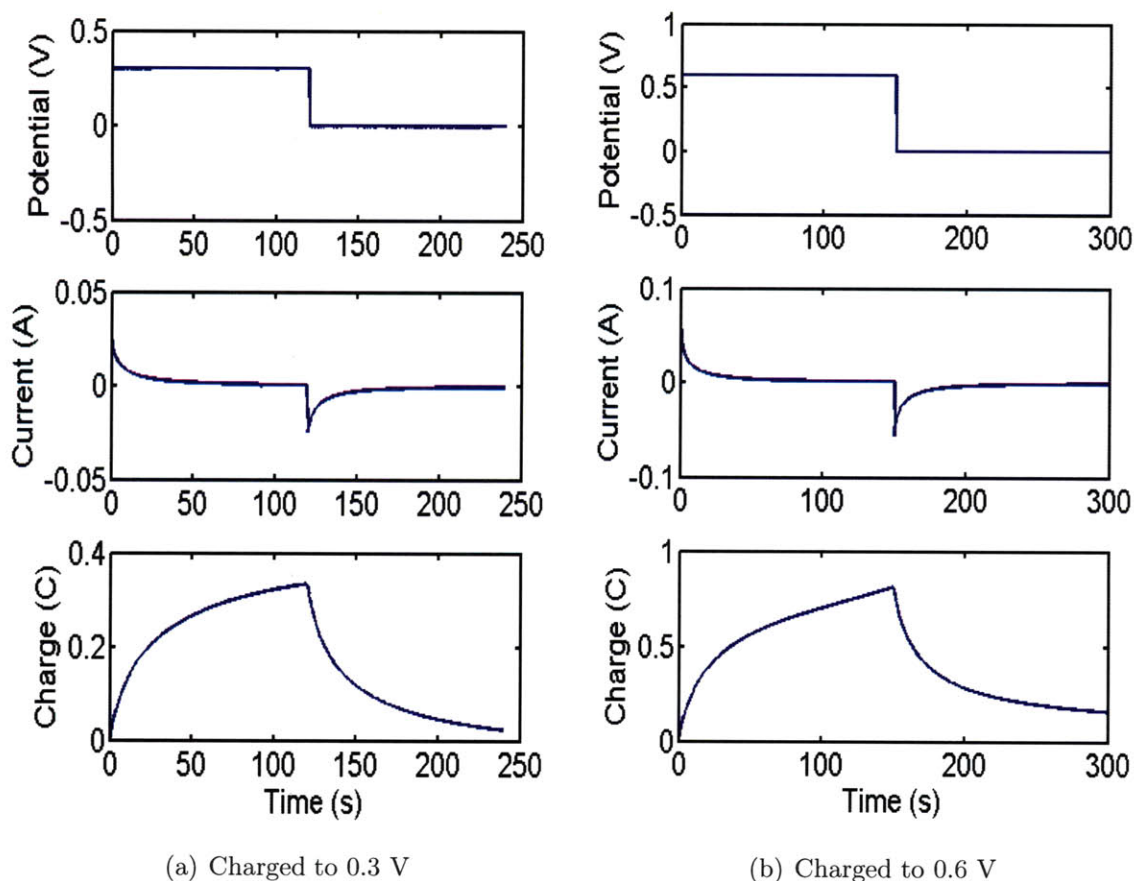 Potential (V)
0.5
0
-0.5
0 50 100 150 200 250
Current (A)
0.05
0
-0.05
0 50 100 150 200 250
Charge (C)
0.4
0.2
0
0 50 100 150 200 250
Time (s)
(a) Charged to 0.3 V
Potential (V)
1
0.5
0
-0.5
0 100 200 300
Current (A)
0.1
0
-0.1
0 100 200 300
Charge (C)
1
0.5
0
0 100 200 300
Time (s)
(b) Charged to 0.6 V